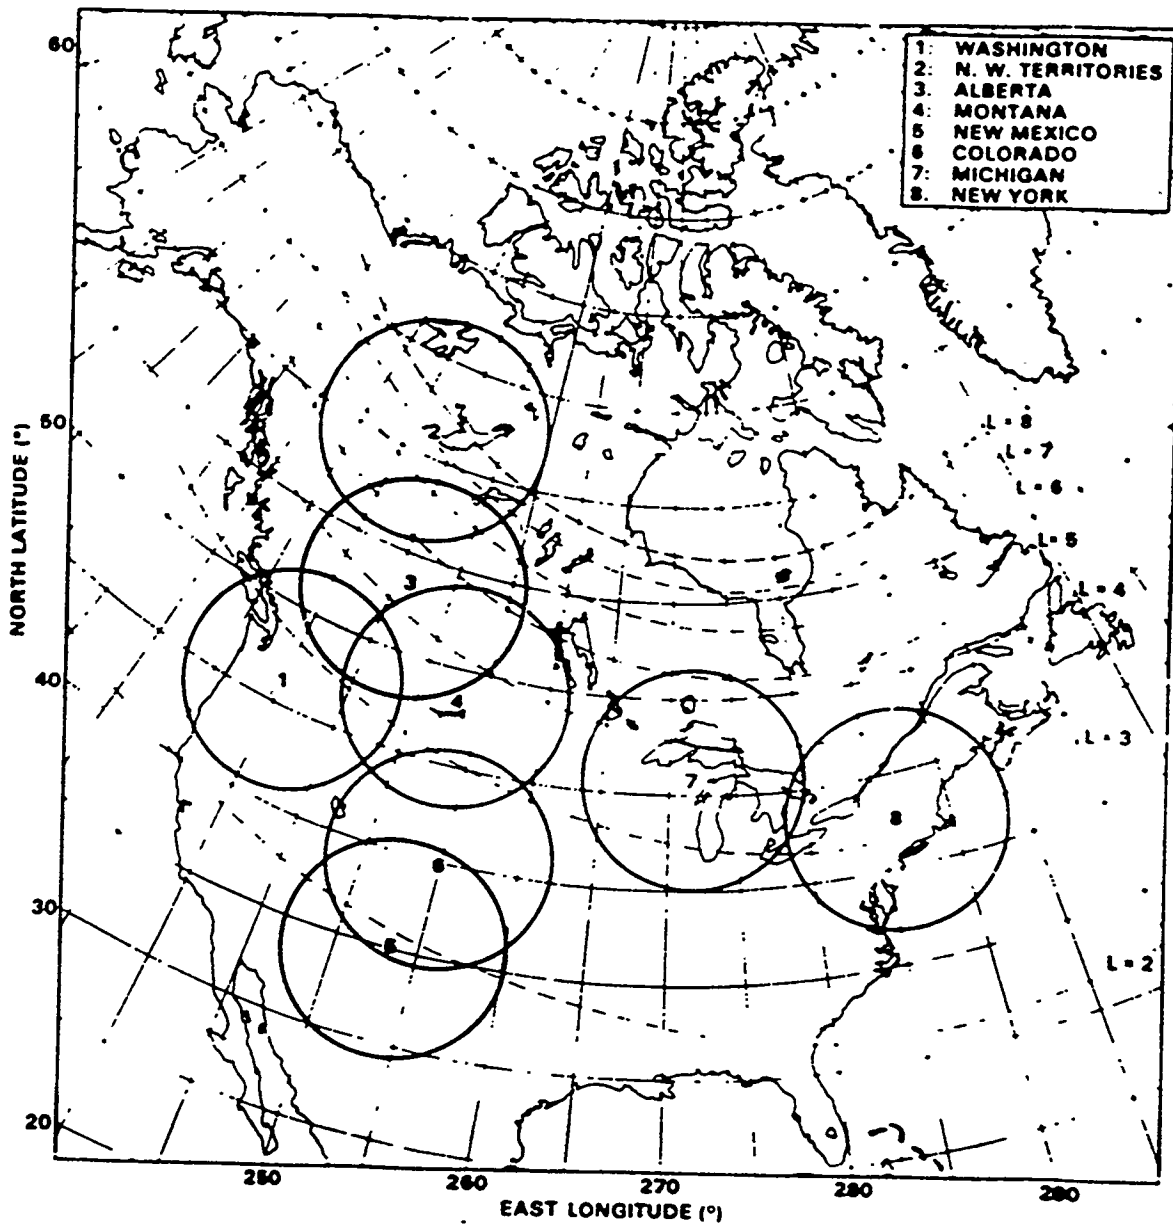 60
1: WASHINGTON
2: N. W. TERRITORIES
3. ALBERTA
4: MONTANA
5 NEW MEXICO
6 COLORADO
7: MICHIGAN
8. NEW YORK
50
L = 8
L = 7
L = 6
L = 5
L = 4
3
NORTH LATITUDE (°)
1
40
4
L = 3
7
8
6
30
5
L = 2
20
250
260
270
280
280
EAST LONGITUDE (°)